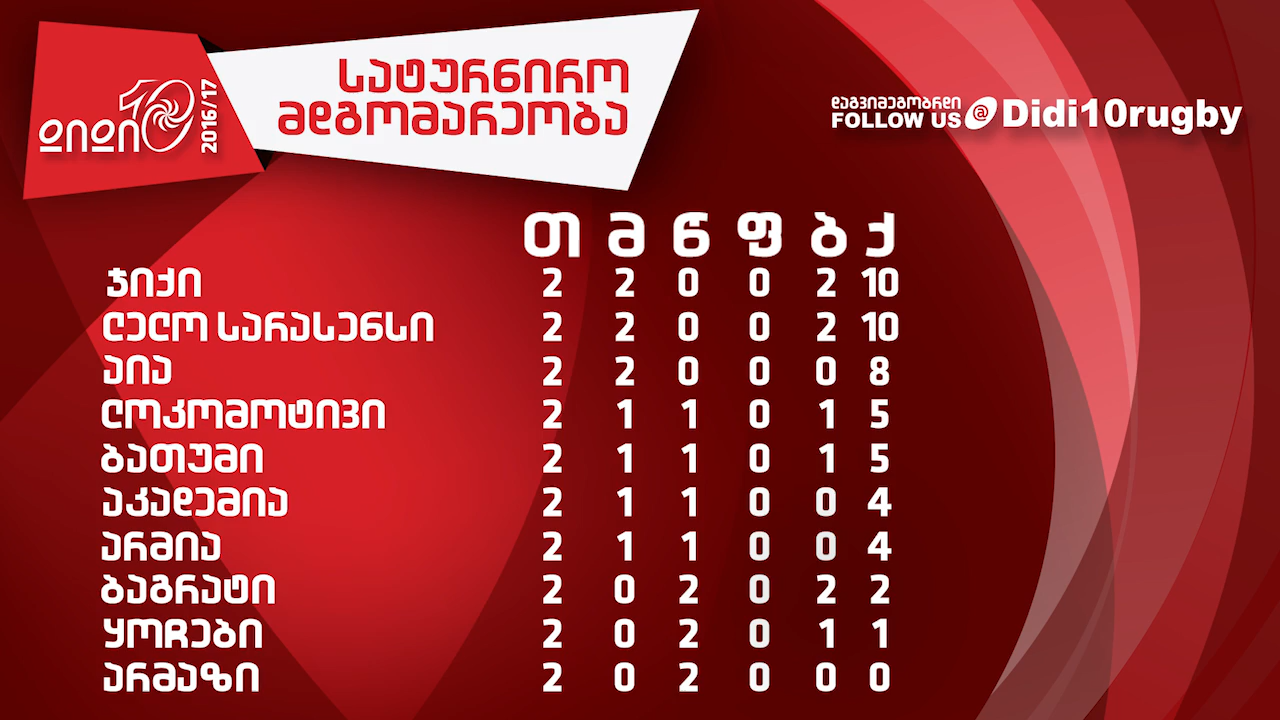 დიდი 10
2016/17
სატურნირო
მდგომარეობა
დაგვიმეგობრდი
FOLLOW US @ Didi10rugby
თ მ წ ფ ბ ქ
ჯიქი 2 2 0 0 2 10
ლელო სარასენსი 2 2 0 0 2 10
აია 2 2 0 0 0 8
ლოკომოტივი 2 1 1 0 1 5
ბათუმი 2 1 1 0 1 5
აკადემია 2 1 1 0 0 4
არმია 2 1 1 0 0 4
ბაგრატი 2 0 2 0 2 2
ყოჩები 2 0 2 0 1 1
არმაზი 2 0 2 0 0 0